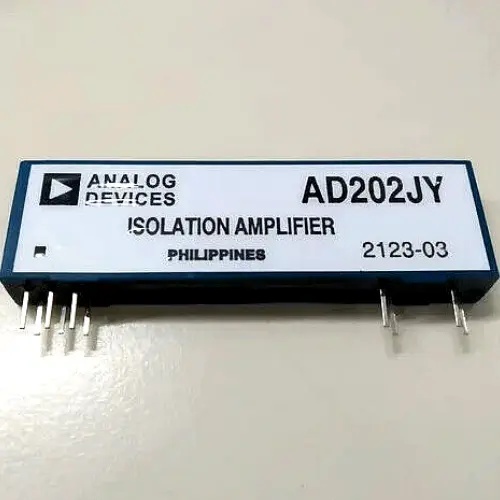 ANALOG
DEVICES
AD202JY
ISOLATION AMPLIFIER
PHILIPPINES
2123-03